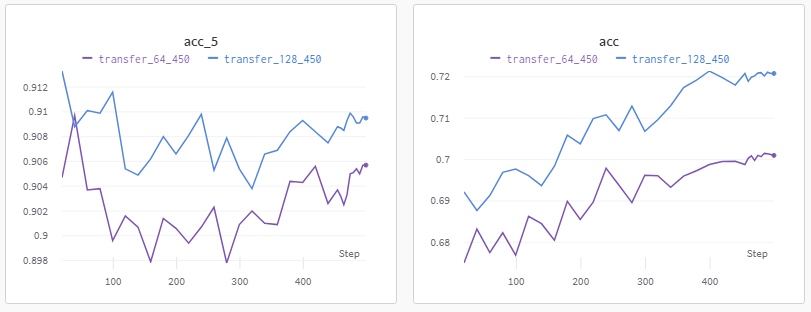 acc_5
transfer_64_450 transfer_128_450
0.912
0.91
0.908
0.906
0.904
0.902
0.9
0.898
Step
100 200 300 400
acc
transfer_64_450 transfer_128_450
0.72
0.71
0.7
0.69
0.68
Step
100 200 300 400